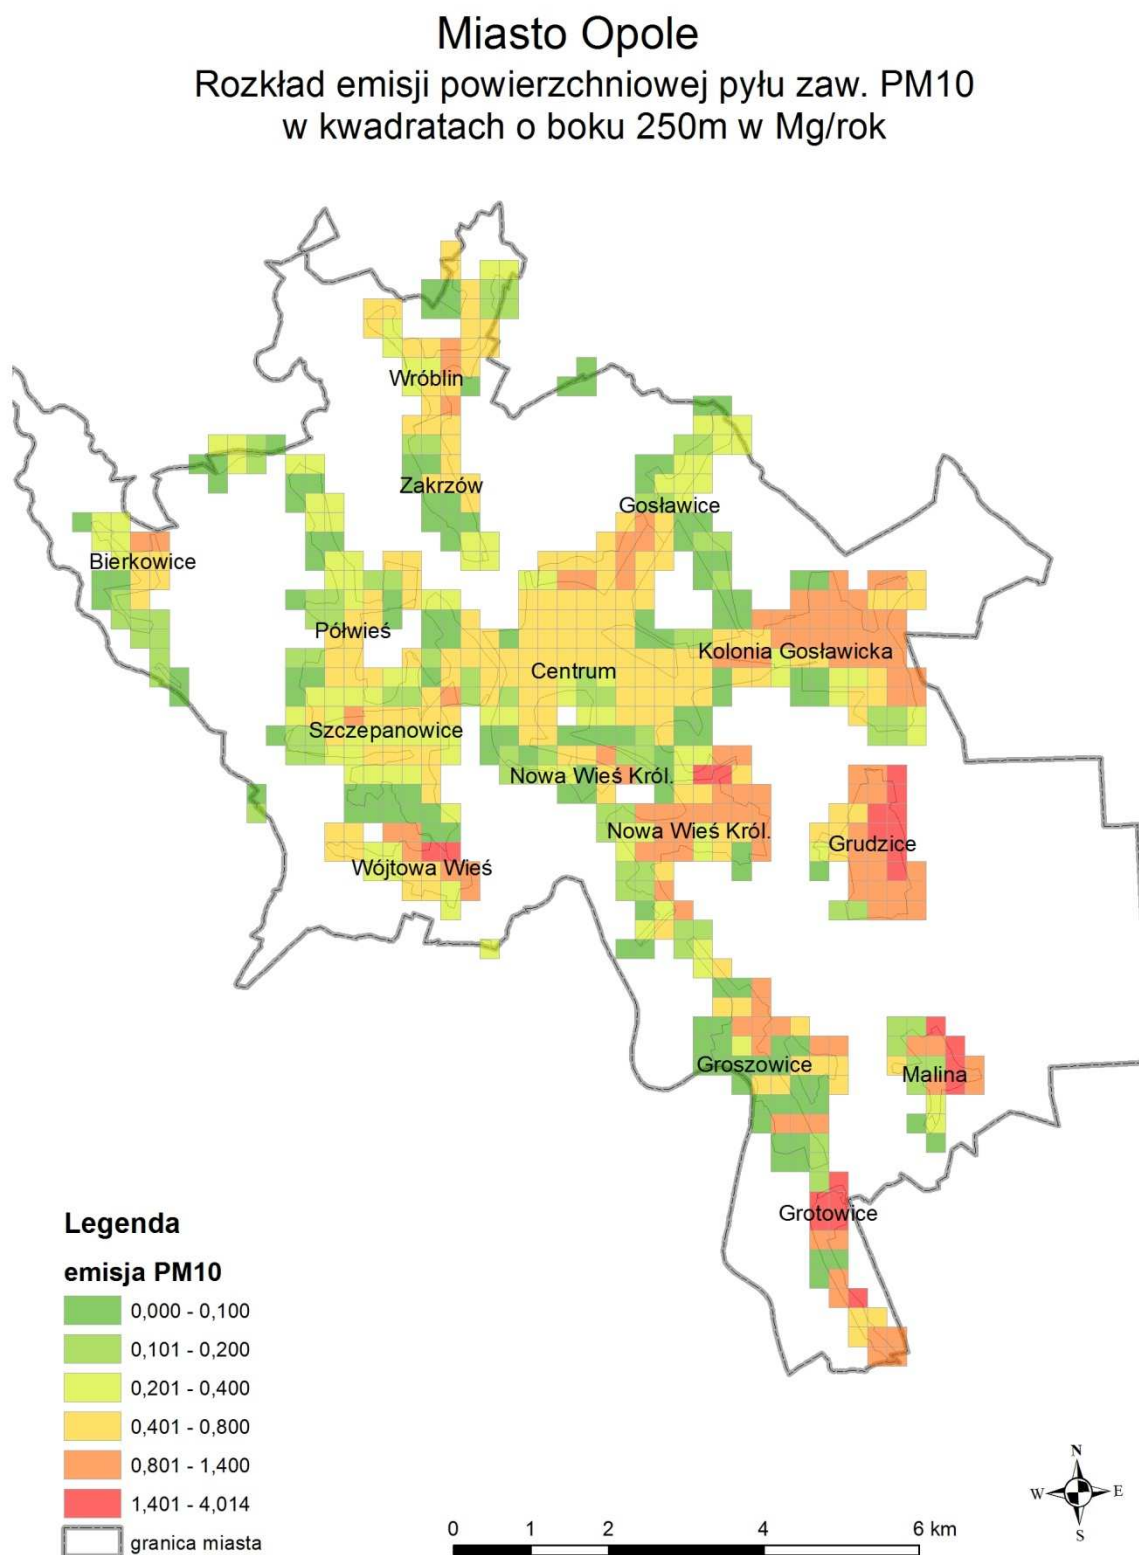 Miasto Opole
Rozkład emisji powierzchniowej pyłu zaw. PM10
w kwadratach o boku 250m w Mg/rok
Wróblin
Zakrzów
Gosławice
Bierkowice
Półwieś
Kolonia Gosławicka
Centrum
Szczepanowice
Nowa Wieś Król.
Nowa Wieś Król.
Grudzice
Wójtowa Wieś
Groszowice
Malina
Grotowice
Legenda
emisja PM10
0,000 - 0,100
0,101 - 0,200
0,201 - 0,400
0,401 - 0,800
0,801 - 1,400
1,401 - 4,014
granica miasta
0 1 2 4 6 km
N
W E
S